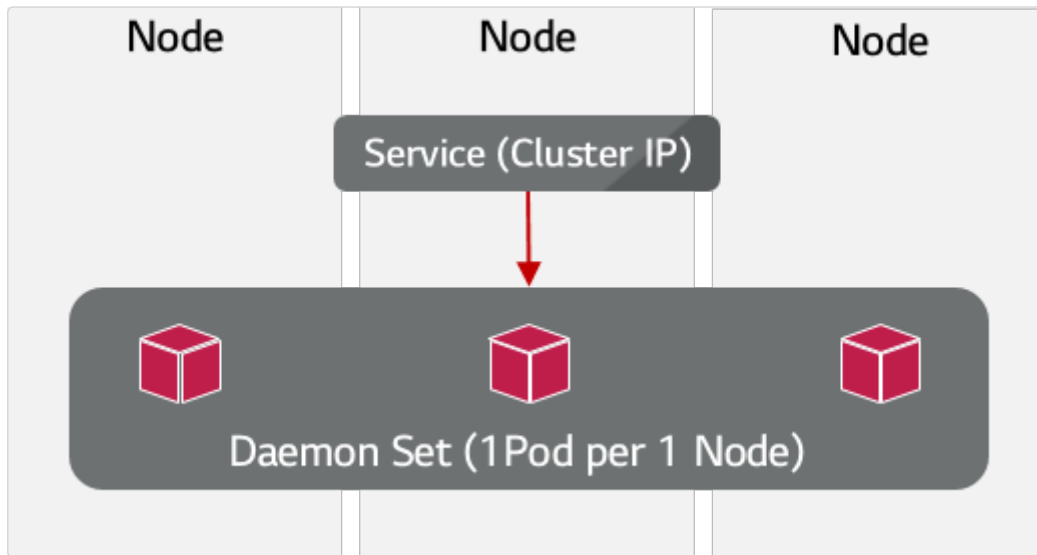 Node
Node
Node
Service (Cluster IP)
Daemon Set (1Pod per 1 Node)